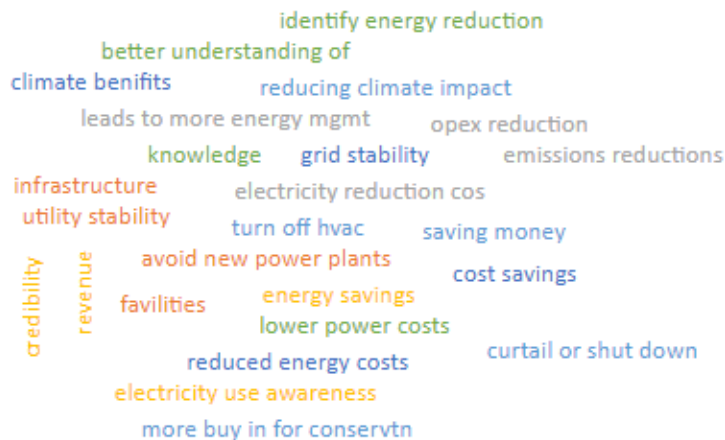 identify energy reduction
better understanding of
climate benifits
reducing climate impact
leads to more energy mgmt
opex reduction
knowledge
grid stability
emissions reductions
infrastructure
electricity reduction cos
utility stability
turn off hvac
saving money
credibility
revenue
avoid new power plants
cost savings
favilities
energy savings
lower power costs
reduced energy costs
curtail or shut down
electricity use awareness
more buy in for conservtn